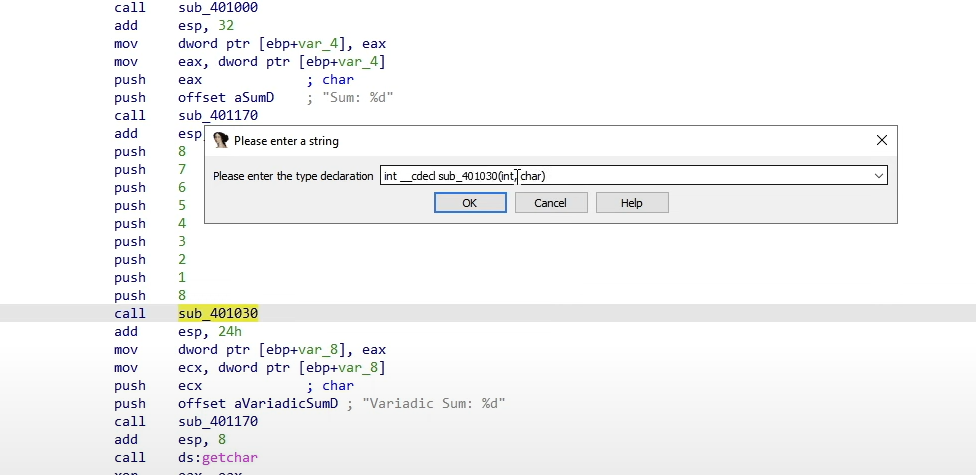 call sub_401000
add esp, 32
mov dword ptr [ebp+var_4], eax
mov eax, dword ptr [ebp+var_4]
push eax ; char
push offset aSumD ; "Sum: %d"
call sub_401170
add esp,
Please enter a string
push 8
push 7
Please enter the type declaration int __cdecl sub_401030(int, char)
push 6
push 5
OK Cancel Help
push 4
push 3
push 2
push 1
push 8
call sub_401030
add esp, 24h
mov dword ptr [ebp+var_8], eax
mov ecx, dword ptr [ebp+var_8]
push ecx ; char
push offset aVariadicSumD ; "Variadic Sum: %d"
call sub_401170
add esp, 8
call ds:getchar